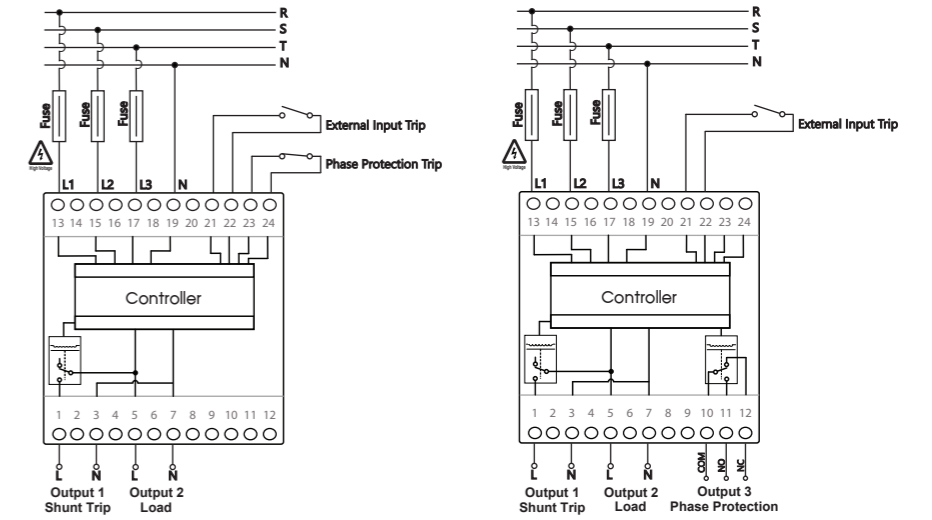 R
S
T
N
Fuse
Fuse
Fuse
External Input Trip
Phase Protection Trip
High Voltage
L1 L2 L3 N
13 14 15 16 17 18 19 20 21 22 23 24
Controller
1 2 3 4 5 6 7 8 9 10 11 12
L N L N
Output 1 Output 2
Shunt Trip Load
R
S
T
N
Fuse
Fuse
Fuse
External Input Trip
High Voltage
L1 L2 L3 N
13 14 15 16 17 18 19 20 21 22 23 24
Controller
1 2 3 4 5 6 7 8 9 10 11 12
L N L N COM NO NC
Output 1 Output 2 Output 3
Shunt Trip Load Phase Protection